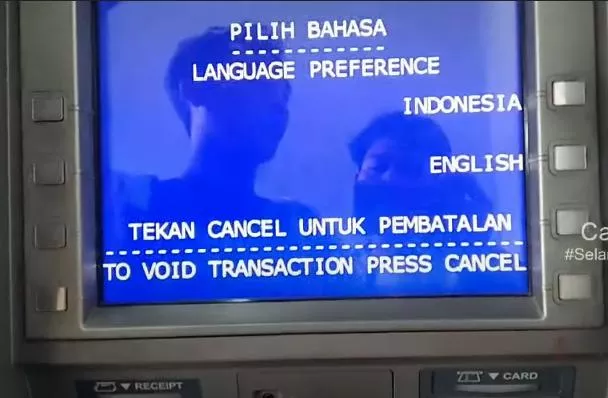 PILIH BAHASA
LANGUAGE PREFERENCE
INDONESIA
ENGLISH
TEKAN CANCEL UNTUK PEMBATALAN
TO VOID TRANSACTION PRESS CANCEL
RECEIPT
CARD